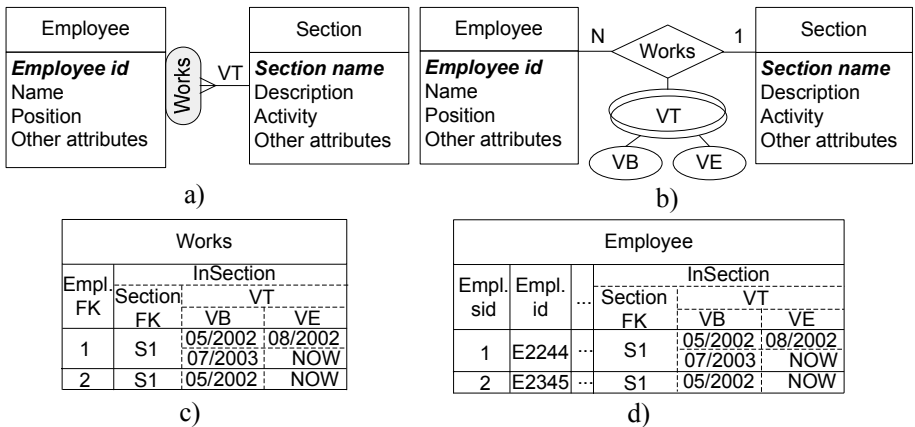 Employee
Employee id
Name
Position
Other attributes
Works
VT
Section
Section name
Description
Activity
Other attributes
a)
Employee
Employee id
Name
Position
Other attributes
N
Works
1
VT
VB
VE
Section
Section name
Description
Activity
Other attributes
b)
Works
Empl. FK
InSection
Section FK
VT
VB VE
1 S1 05/2002 08/2002
07/2003 NOW
2 S1 05/2002 NOW
c)
Employee
Empl. sid
Empl. id
...
InSection
Section FK
VT
VB VE
1 E2244 ... S1 05/2002 08/2002
07/2003 NOW
2 E2345 ... S1 05/2002 NOW
d)